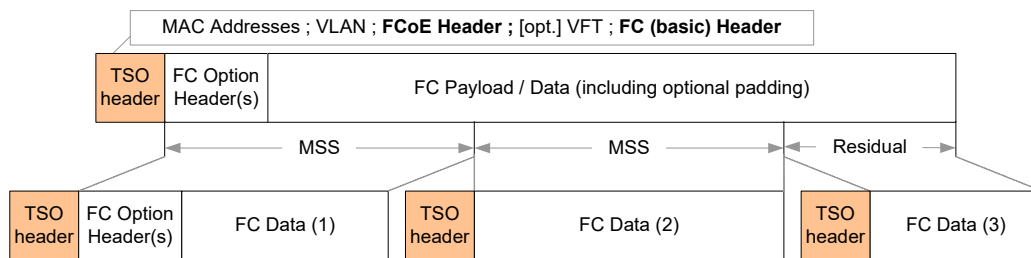 MAC Addresses ; VLAN ; FCoE Header ; [opt.] VFT ; FC (basic) Header
TSO
header
FC Option
Header(s)
FC Payload / Data (including optional padding)
MSS
MSS
Residual
TSO
header
FC Option
Header(s)
FC Data (1)
TSO
header
FC Data (2)
TSO
header
FC Data (3)